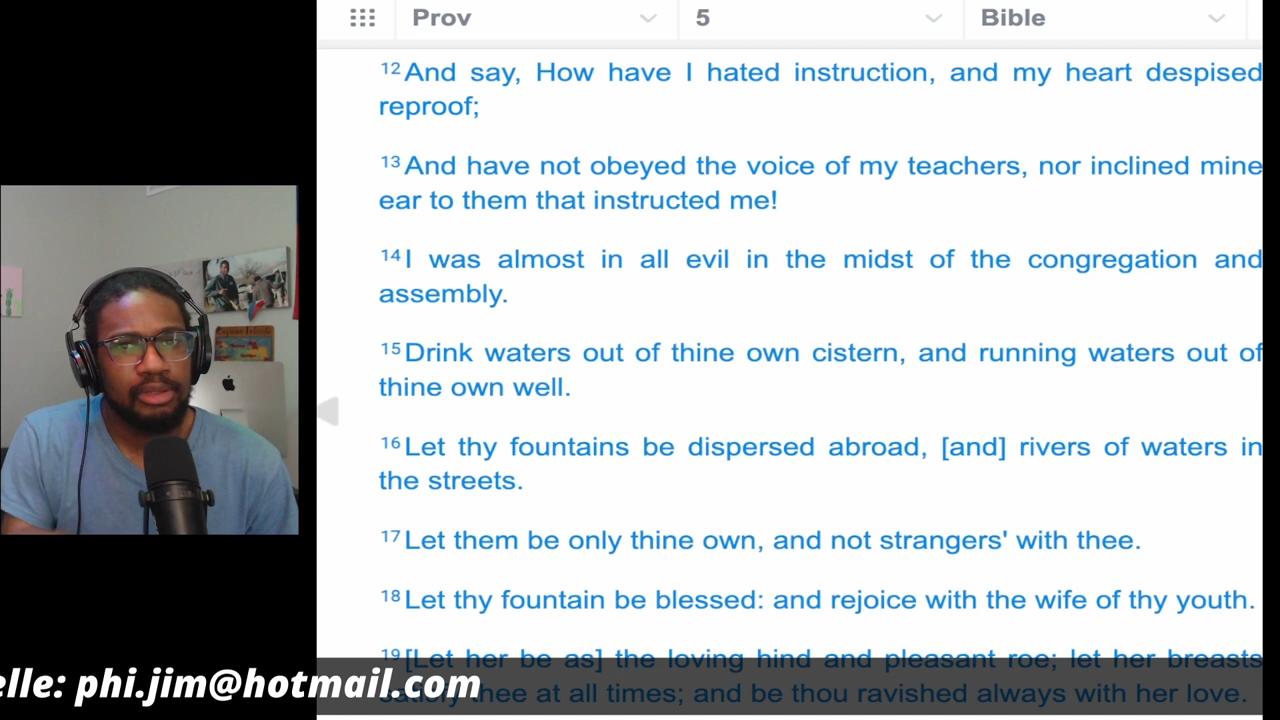 Prov 5 Bible
12 And say, How have I hated instruction, and my heart despised
reproof;
13 And have not obeyed the voice of my teachers, nor inclined mine
ear to them that instructed me!
14 I was almost in all evil in the midst of the congregation and
assembly.
15 Drink waters out of thine own cistern, and running waters out of
thine own well.
16 Let thy fountains be dispersed abroad, [and] rivers of waters in
the streets.
17 Let them be only thine own, and not strangers' with thee.
18 Let thy fountain be blessed: and rejoice with the wife of thy youth.
19 [Let her be as] the loving hind and pleasant roe; let her breasts
satisfy thee at all times; and be thou ravished always with her love.
elle: phi.jim@hotmail.com